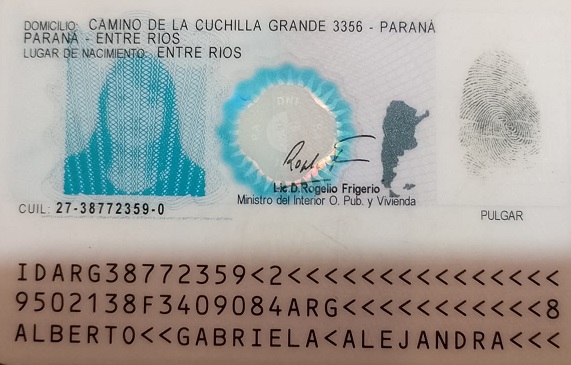 DOMICILIO: CAMINO DE LA CUCHILLA GRANDE 3356 - PARANÁ
PARANÁ - ENTRE RIOS
LUGAR DE NACIMIENTO: ENTRE RIOS
DNI
Lic D. Rogelio Frigerio
Ministro del Interior O. Pub. y Vivienda
CUIL: 27-38772359-0
PULGAR
IDARG38772359<2<<<<<<<<<<<<<<<
9502138F3409084ARG<<<<<<<<<<<8
ALBERTO<<GABRIELA<ALEJANDRA<<<